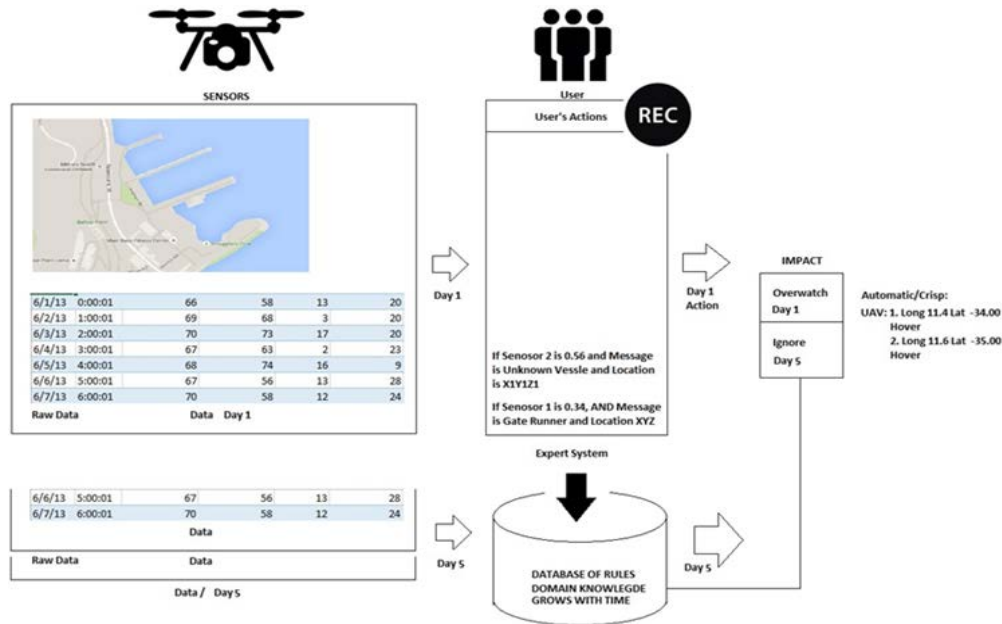 SENSORS
6/1/13 0:00:01 66 58 13 20
6/2/13 1:00:01 69 68 3 20
6/3/13 2:00:01 70 73 17 20
6/4/13 3:00:01 67 63 2 23
6/5/13 4:00:01 68 74 16 9
6/6/13 5:00:01 67 56 13 28
6/7/13 6:00:01 70 58 12 24
Raw Data Data Day 1
6/6/13 5:00:01 67 56 13 28
6/7/13 6:00:01 70 58 12 24
Data
Raw Data Data
Data / Day 5
Day 1
Day 5
User
User's Actions
REC
If Senosor 2 is 0.56 and Message
is Unknown Vessle and Location
is X1Y1Z1
If Senosor 1 is 0.34, AND Message
is Gate Runner and Location XYZ
Expert System
DATABASE OF RULES
DOMAIN KNOWLEGDE
GROWS WITH TIME
Day 1
Action
Day 5
IMPACT
Overwatch
Day 1
Ignore
Day 5
Automatic/Crisp:
UAV: 1. Long 11.4 Lat -34.00
Hover
2. Long 11.6 Lat -35.00
Hover